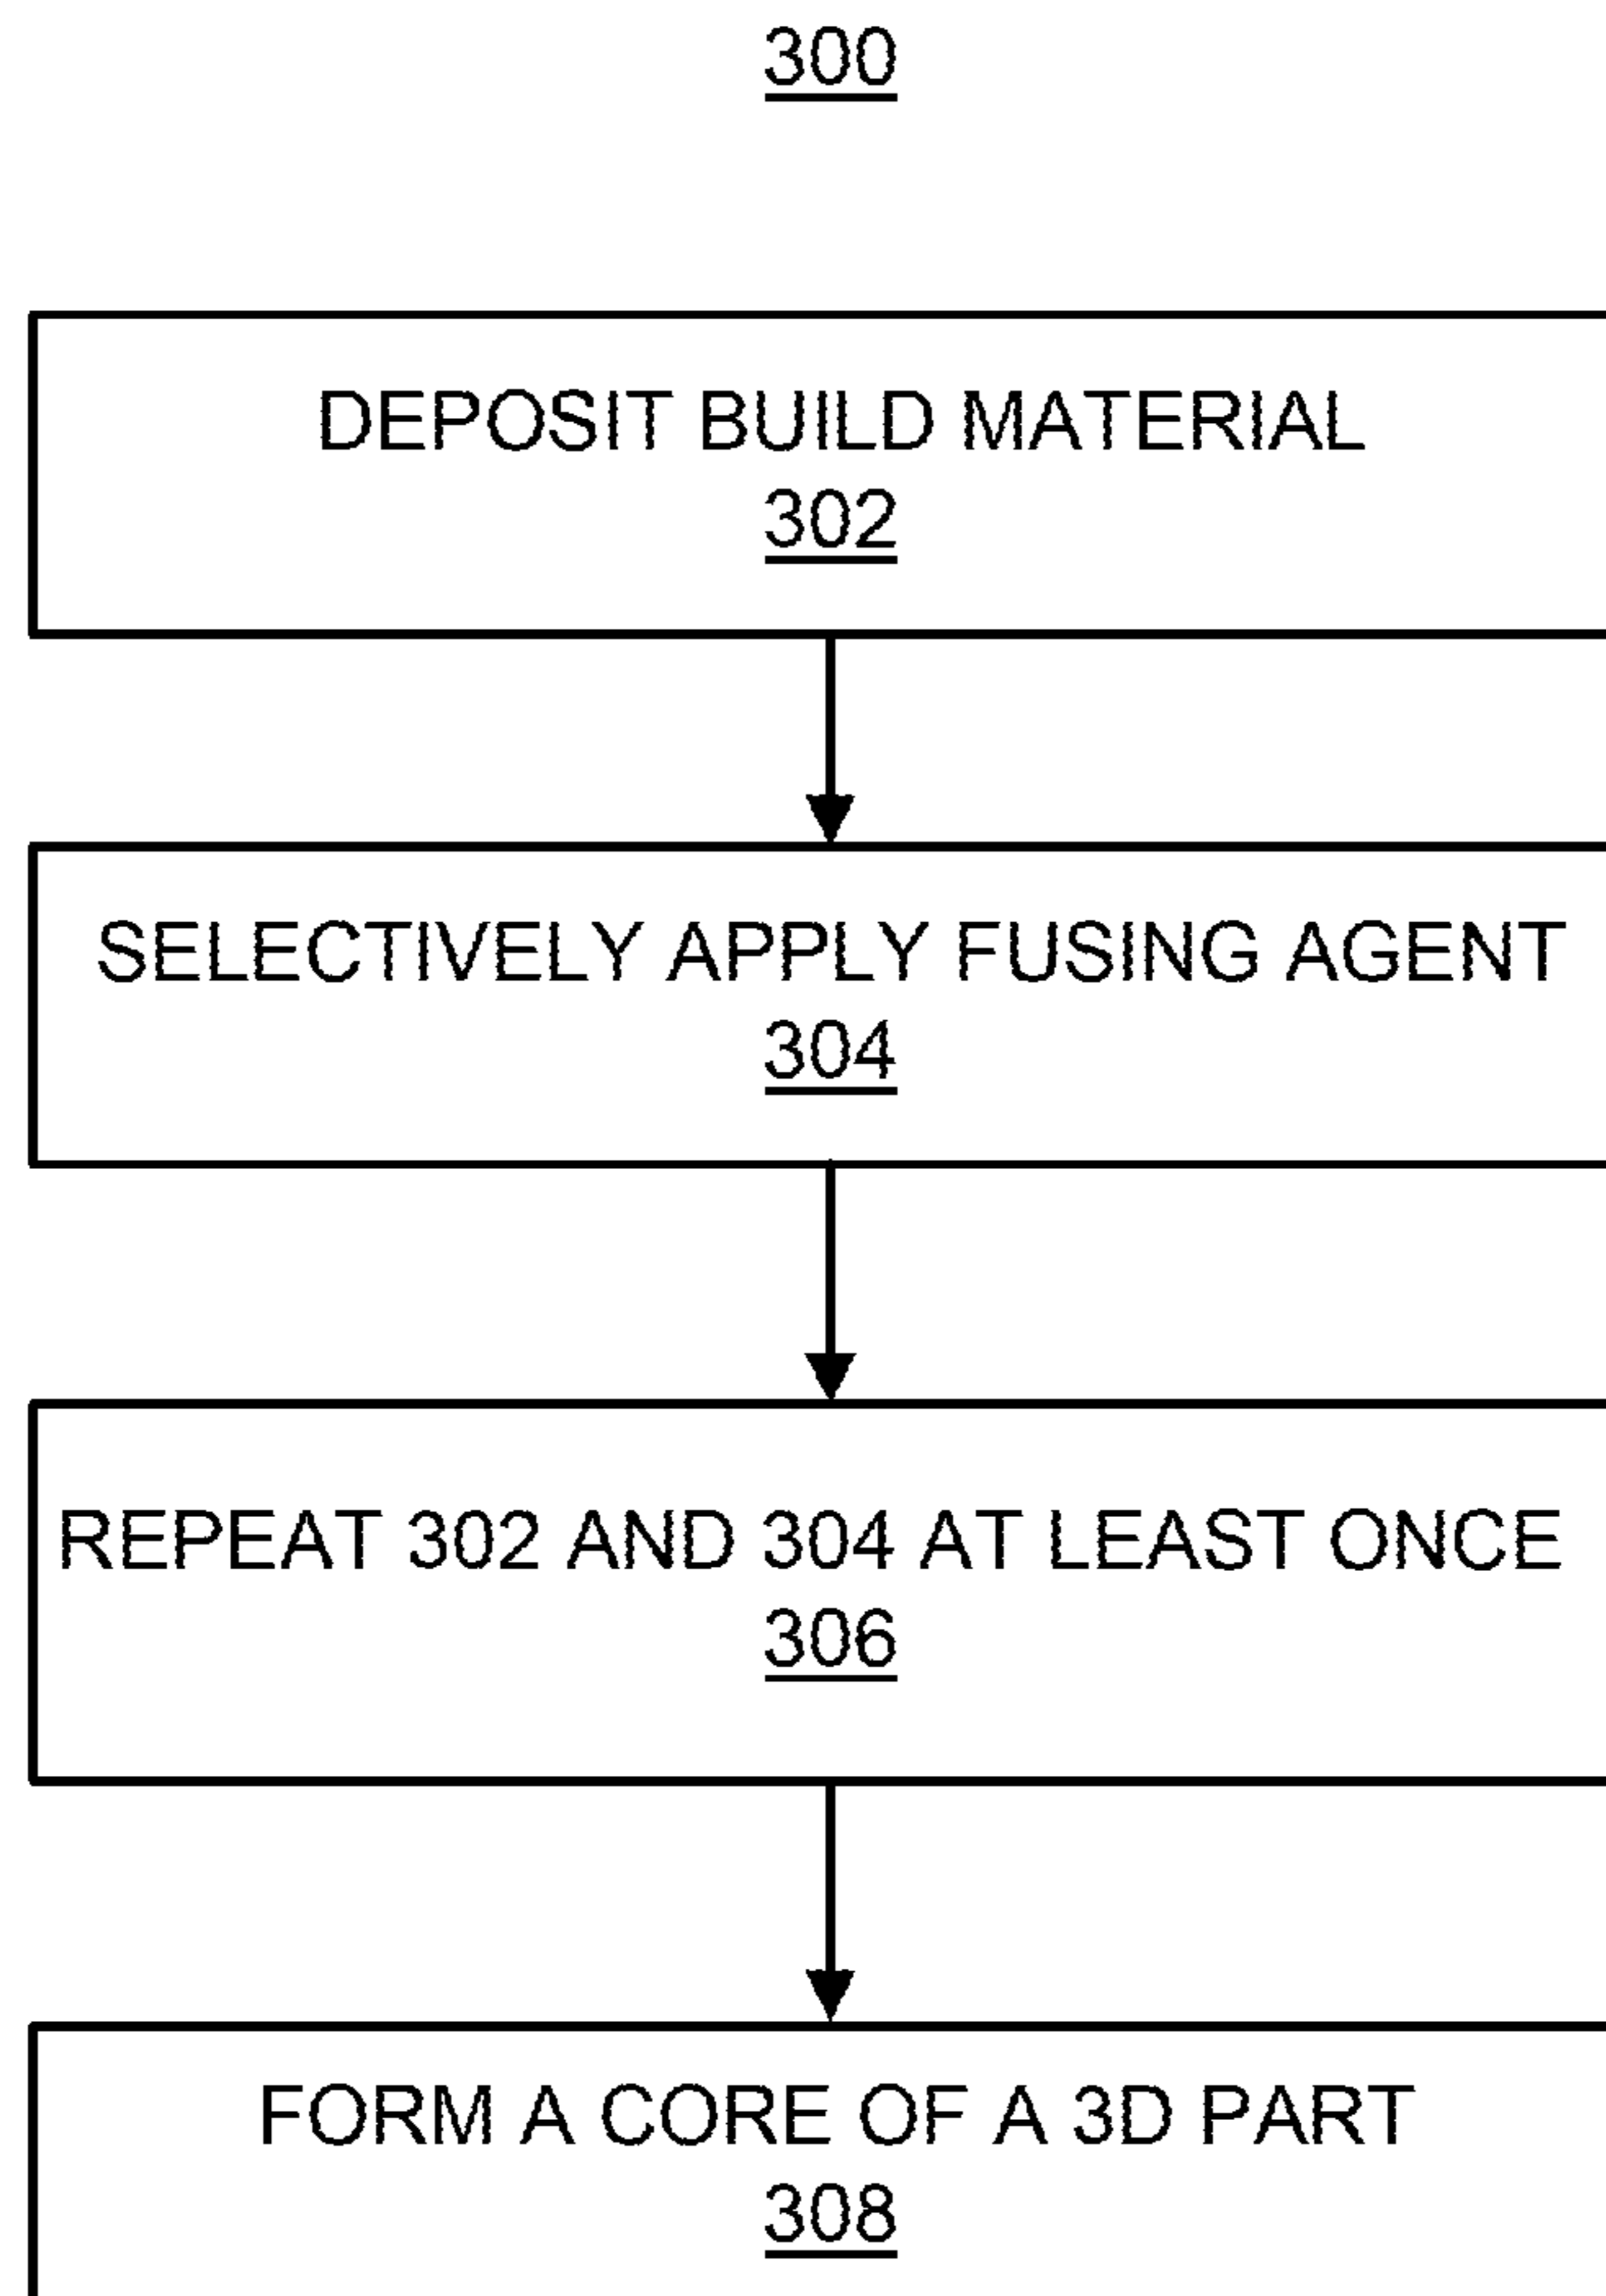 300
DEPOSIT BUILD MATERIAL
302
SELECTIVELY APPLY FUSING AGENT
304
REPEAT 302 AND 304 AT LEAST ONCE
306
FORM A CORE OF A 3D PART
308